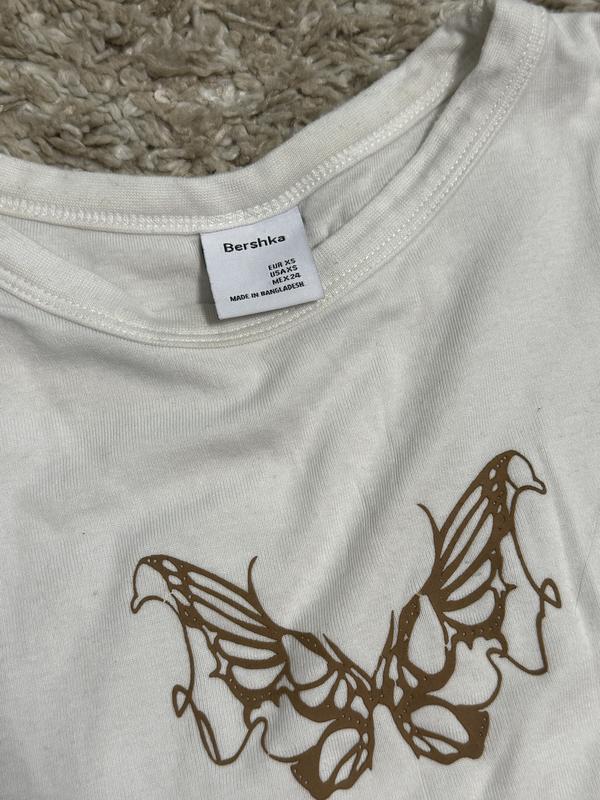 Bershka
EUR XS
USA XS
MEX 24
MADE IN BANGLADESH